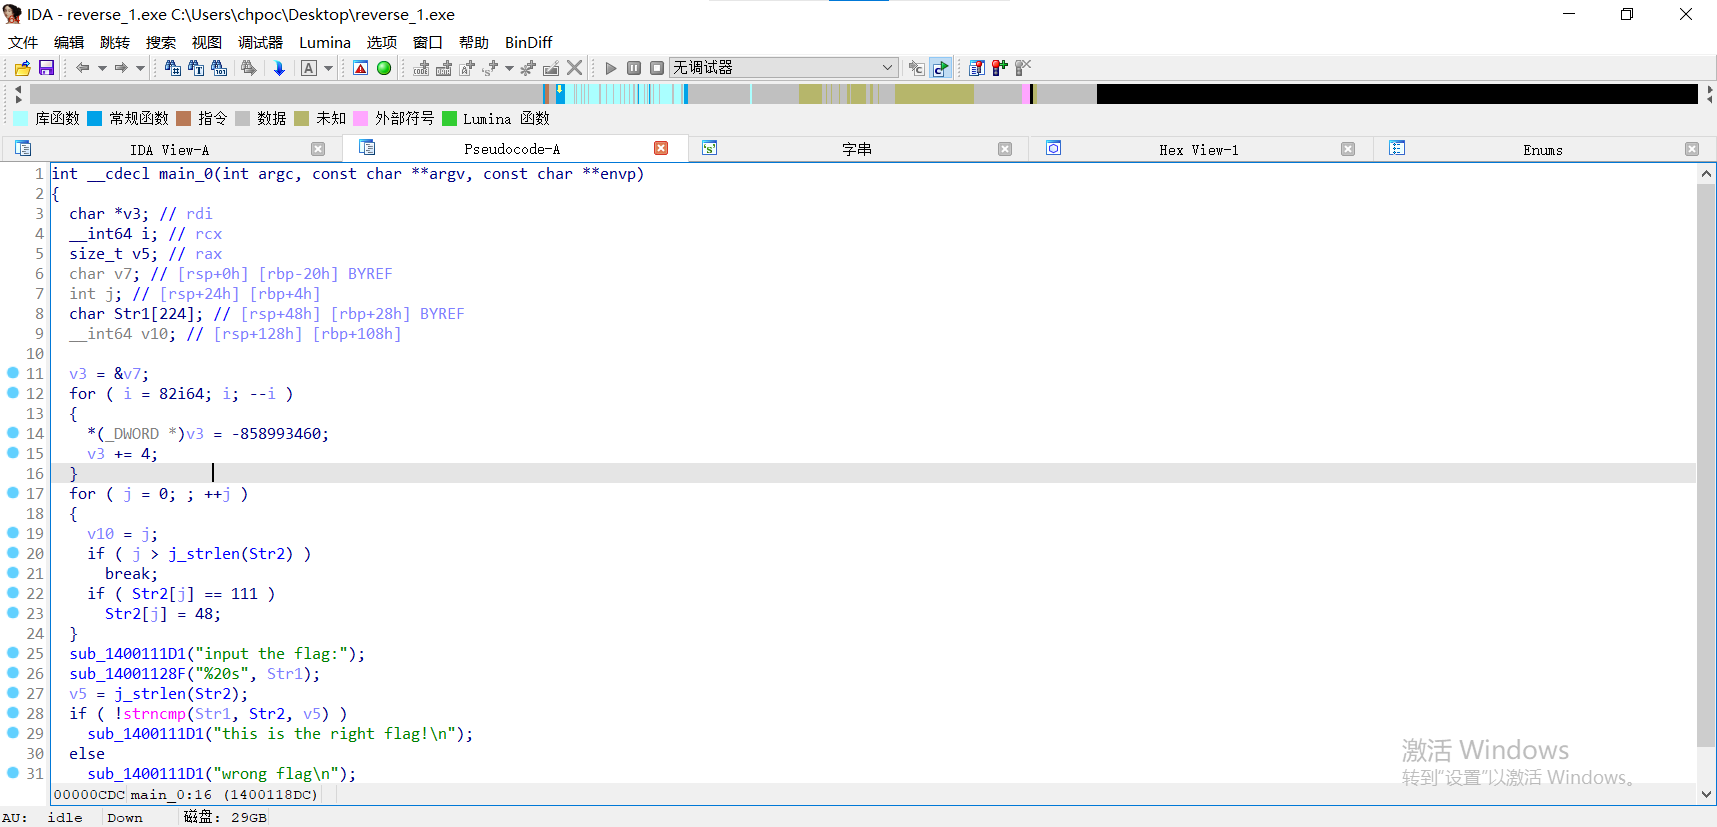 IDA - reverse_1.exe C:\Users\chpoc\Desktop\reverse_1.exe
文件 编辑 跳转 搜索 视图 调试器 Lumina 选项 窗口 帮助 BinDiff
无调试器
库函数 常规函数 指令 数据 未知 外部符号 Lumina 函数
IDA View-A Pseudocode-A 字串 Hex View-1 Enums
1 int __cdecl main_0(int argc, const char **argv, const char **envp)
2 {
3 char *v3; // rdi
4 __int64 i; // rcx
5 size_t v5; // rax
6 char v7; // [rsp+0h] [rbp-20h] BYREF
7 int j; // [rsp+24h] [rbp+4h]
8 char Str1[224]; // [rsp+48h] [rbp+28h] BYREF
9 __int64 v10; // [rsp+128h] [rbp+108h]
10
11 v3 = &v7;
12 for ( i = 82i64; i; --i )
13 {
14 *(_DWORD *)v3 = -858993460;
15 v3 += 4;
16 }
17 for ( j = 0; ; ++j )
18 {
19 v10 = j;
20 if ( j > j_strlen(Str2) )
21 break;
22 if ( Str2[j] == 111 )
23 Str2[j] = 48;
24 }
25 sub_1400111D1("input the flag:");
26 sub_14001128F("%20s", Str1);
27 v5 = j_strlen(Str2);
28 if ( !strncmp(Str1, Str2, v5) )
29 sub_1400111D1("this is the right flag!\n");
30 else
31 sub_1400111D1("wrong flag\n");
激活 Windows
转到“设置”以激活 Windows。
00000CDC main_0:16 (1400118DC)
AU: idle Down 磁盘: 29GB